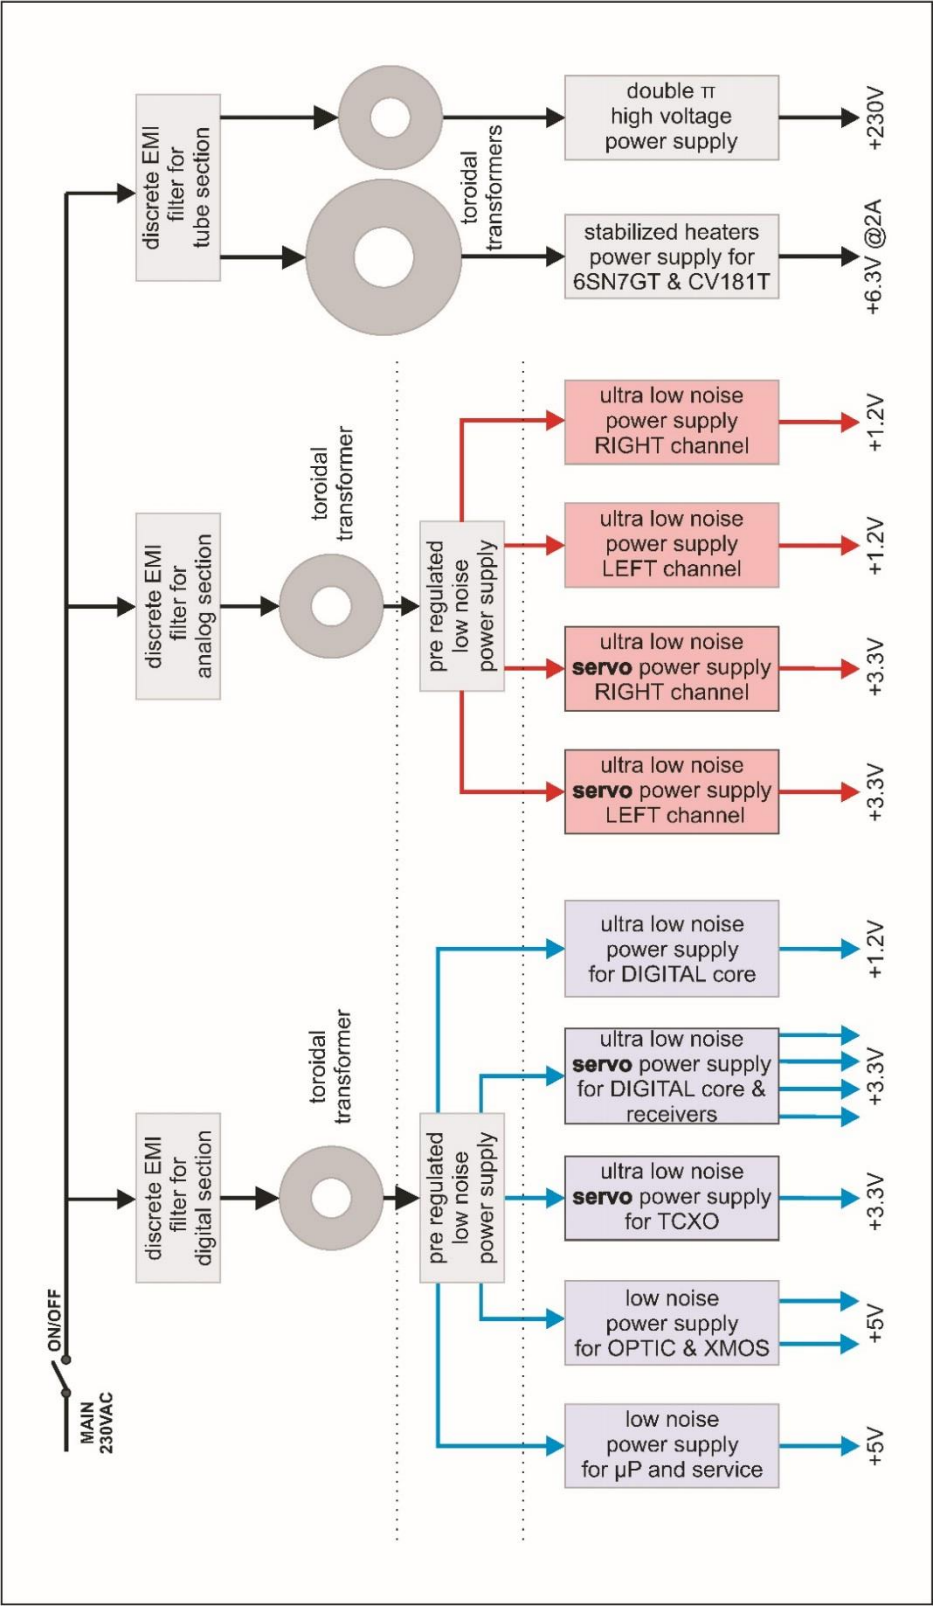 double π
high voltage
power supply
+230V
discrete EMI
filter for
tube section
toroidal
transformers
stabilized heaters
power supply for
6SN7GT & CV181T
+6.3V @2A
ultra low noise
power supply
RIGHT channel
+1.2V
toroidal
transformer
discrete EMI
filter for
analog section
pre regulated
low noise
power supply
ultra low noise
power supply
LEFT channel
+1.2V
ultra low noise
servo power supply
RIGHT channel
+3.3V
ultra low noise
servo power supply
LEFT channel
+3.3V
ultra low noise
power supply
for DIGITAL core
+1.2V
toroidal
transformer
ultra low noise
servo power supply
for DIGITAL core &
receivers
+3.3V
discrete EMI
filter for
digital section
pre regulated
low noise
power supply
ultra low noise
servo power supply
for TCXO
+3.3V
ON/OFF
low noise
power supply
for OPTIC & XMOS
+5V
MAIN
230VAC
low noise
power supply
for µP and service
+5V